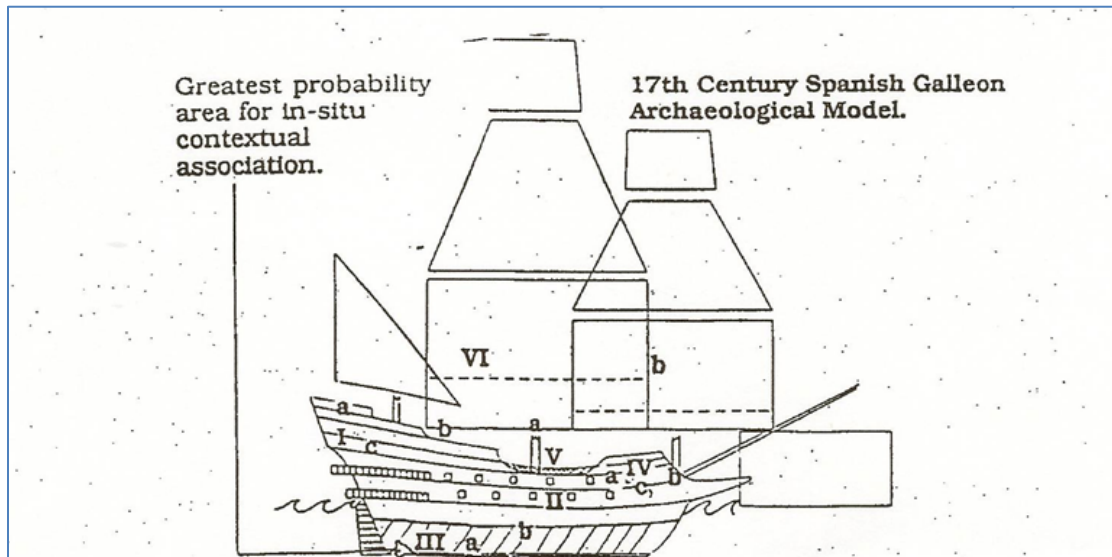 Greatest probability
area for in-situ
contextual
association.
17th Century Spanish Galleon
Archaeological Model.
VI
b
a
a
b
I
c
V
IV
a
b
c
II
b
III
a